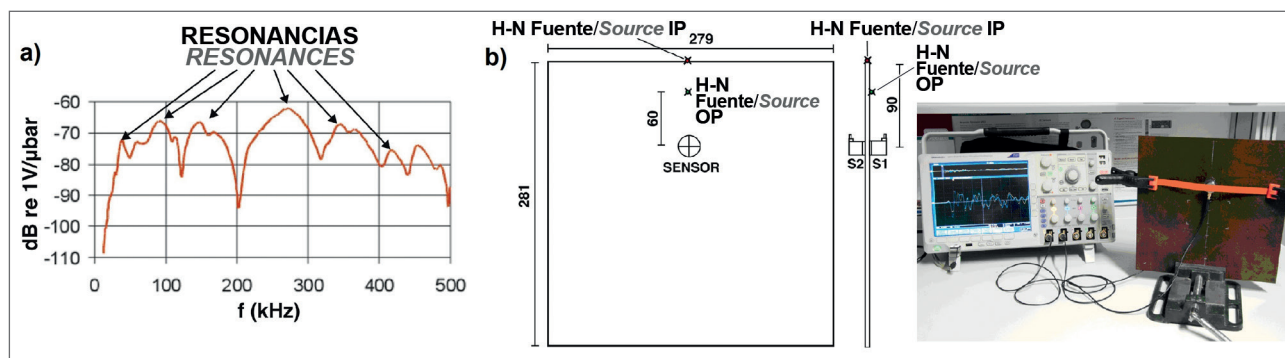 a)
RESONANCIAS
RESONANCES
-60
-70
-80
-90
-100
-110
dB re 1V/μbar
0 100 200 300 400 500
f (kHz)
b)
H-N Fuente/Source IP
279
281
H-N
Fuente/Source
OP
60
SENSOR
H-N Fuente/Source IP
H-N
Fuente/Source
OP
90
S2 S1